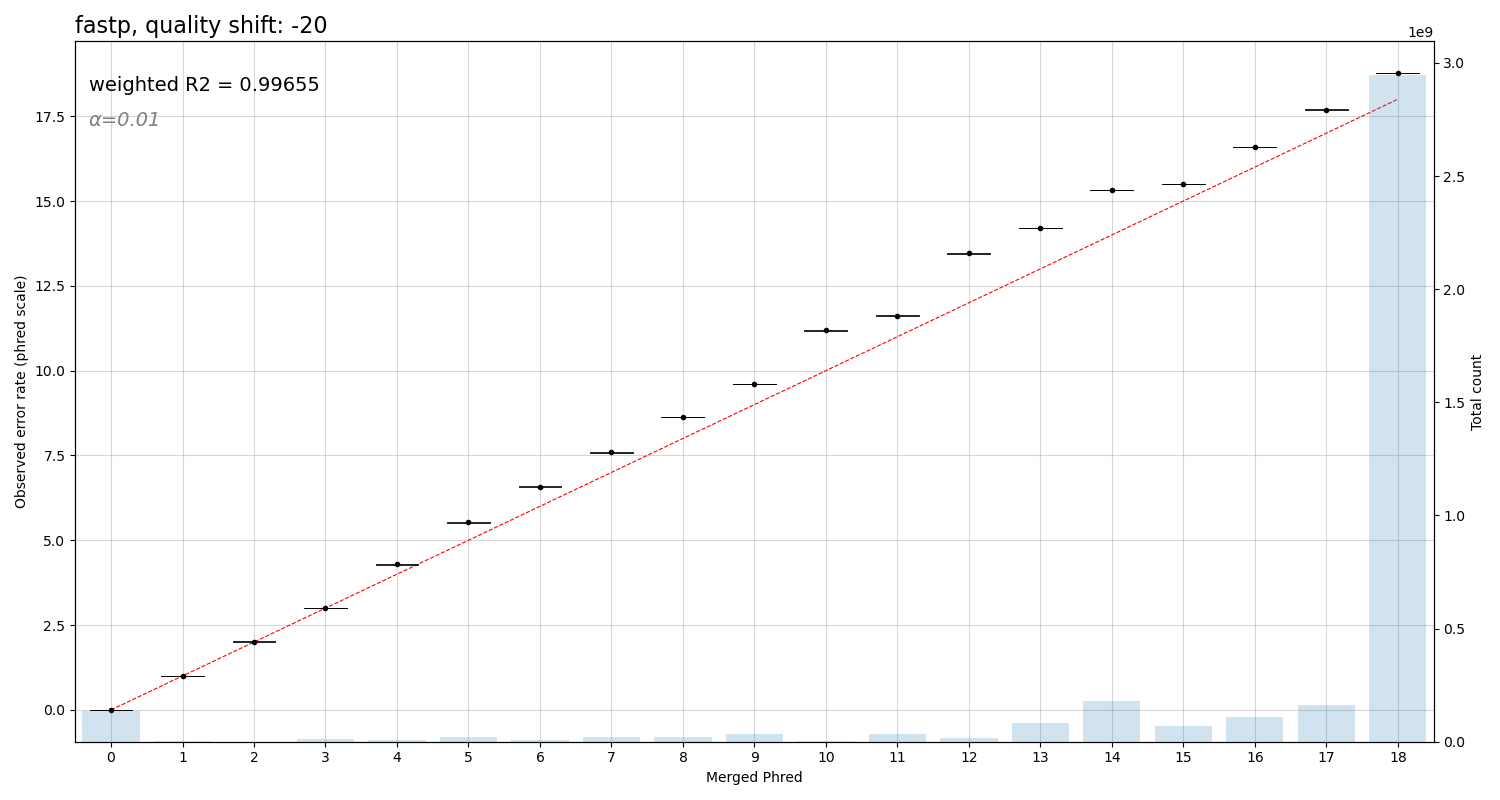 fastp, quality shift: -20
1e9
weighted R2 = 0.99655
α=0.01
Observed error rate (phred scale)
17.5
15.0
12.5
10.0
7.5
5.0
2.5
0.0
3.0
2.5
2.0
1.5
1.0
0.5
0.0
Total count
0 1 2 3 4 5 6 7 8 9 10 11 12 13 14 15 16 17 18
Merged Phred